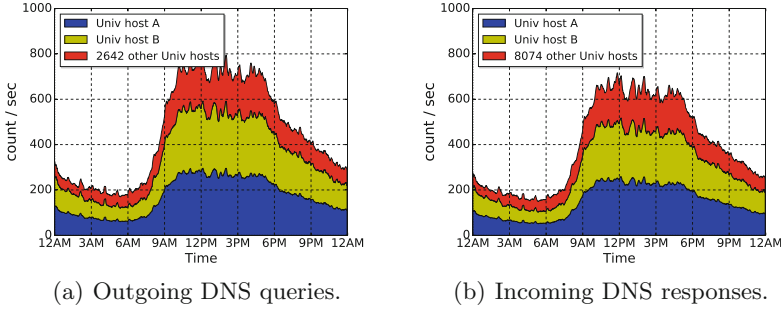 1000
800
600
400
200
0
count / sec
Univ host A
Univ host B
2642 other Univ hosts
12AM 3AM 6AM 9AM 12PM 3PM 6PM 9PM 12AM
Time
(a) Outgoing DNS queries.
1000
800
600
400
200
0
count / sec
Univ host A
Univ host B
8074 other Univ hosts
12AM 3AM 6AM 9AM 12PM 3PM 6PM 9PM 12AM
Time
(b) Incoming DNS responses.